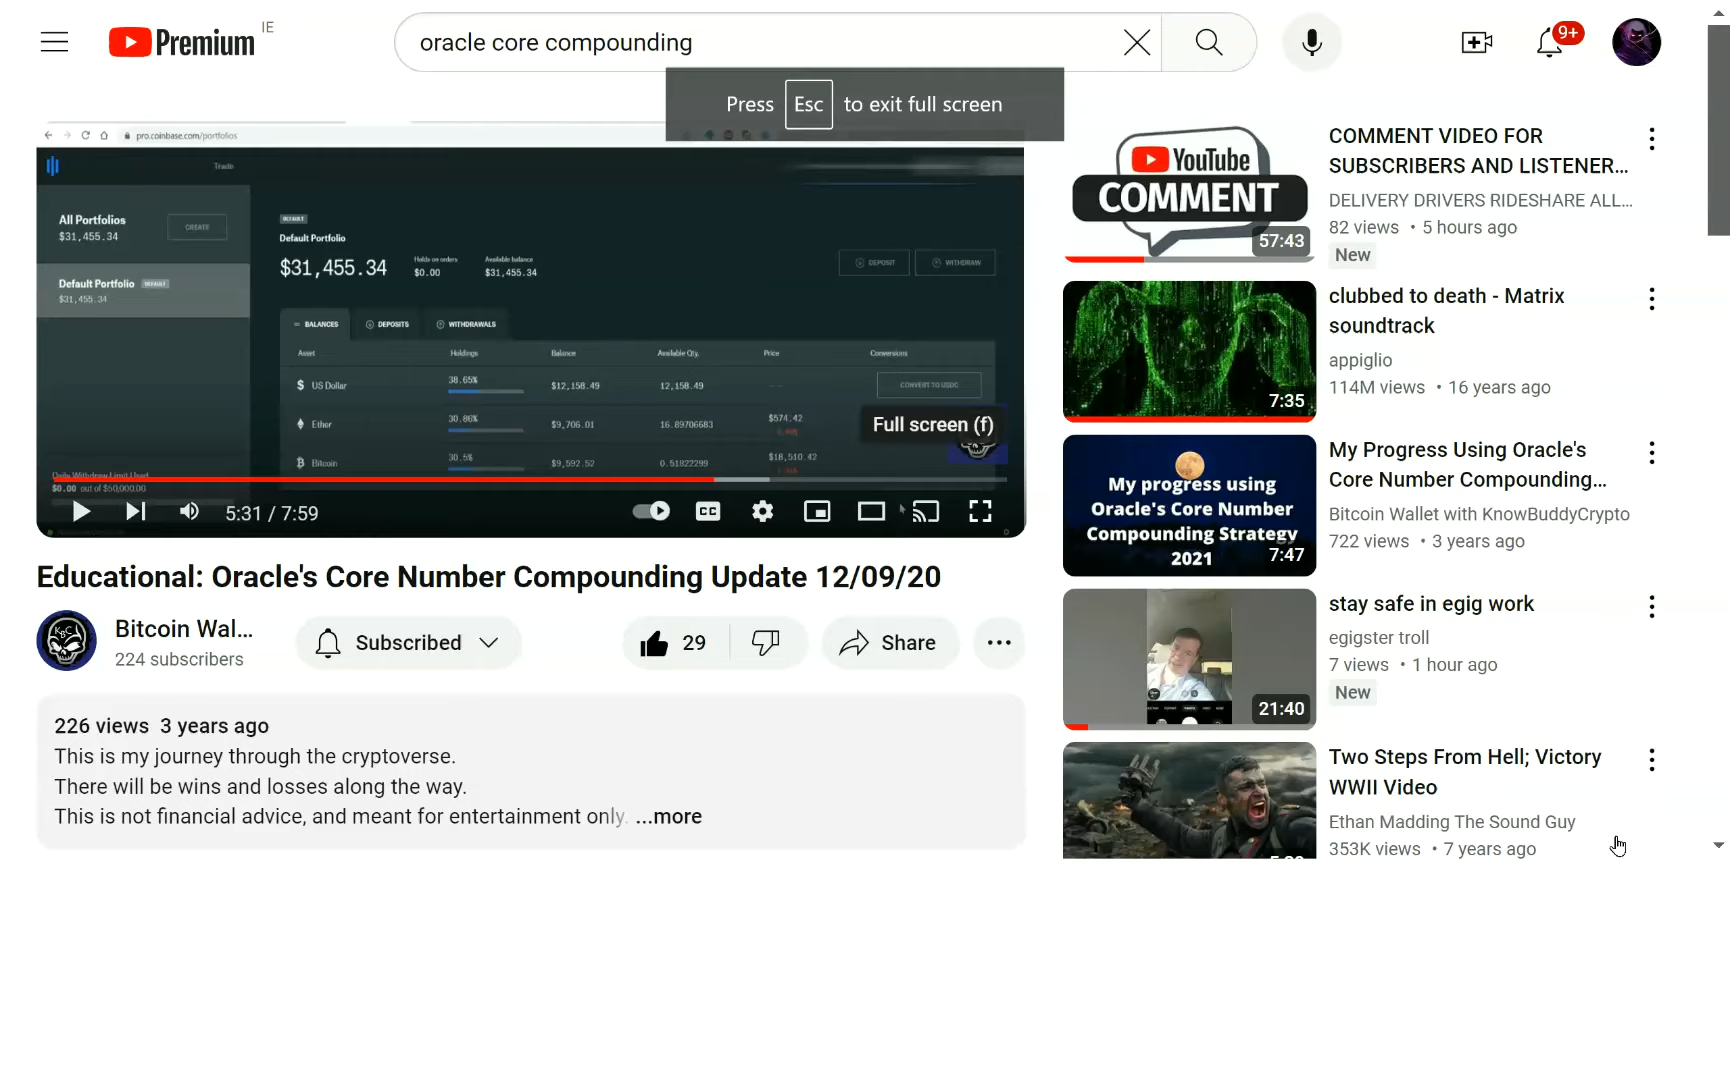 Premium IE
oracle core compounding
9+
Press Esc to exit full screen
pro.coinbase.com/portfolios
Trade
All Portfolios
$31,455.34
CREATE
Default Portfolio DEFAULT
$31,455.34
DEFAULT
Default Portfolio
$31,455.34
Holds on orders
$0.00
Available balance
$31,455.34
DEPOSIT
WITHDRAW
BALANCES
DEPOSITS
WITHDRAWALS
Asset Holdings Balance Available Qty. Price Conversions
US Dollar 38.65% $12,158.49 12,158.49 CONVERT TO USDC
Ether 30.86% $9,706.01 16.89706683 $574.42
Bitcoin 30.5% $9,592.52 0.51822299 $18,510.42
Daily Withdraw Limit Used
$0.00 out of $50,000.00
Full screen (f)
5:31 / 7:59
CC
Educational: Oracle's Core Number Compounding Update 12/09/20
KBC
Bitcoin Wal...
224 subscribers
Subscribed
29
Share
226 views 3 years ago
This is my journey through the cryptoverse.
There will be wins and losses along the way.
This is not financial advice, and meant for entertainment only. ...more
YouTube
COMMENT
57:43
COMMENT VIDEO FOR
SUBSCRIBERS AND LISTENER...
DELIVERY DRIVERS RIDESHARE ALL...
82 views • 5 hours ago
New
7:35
clubbed to death - Matrix
soundtrack
appiglio
114M views • 16 years ago
My progress using
Oracle's Core Number
Compounding Strategy
2021
7:47
My Progress Using Oracle's
Core Number Compounding...
Bitcoin Wallet with KnowBuddyCrypto
722 views • 3 years ago
21:40
stay safe in egig work
egigster troll
7 views • 1 hour ago
New
Two Steps From Hell; Victory
WWII Video
Ethan Madding The Sound Guy
353K views • 7 years ago